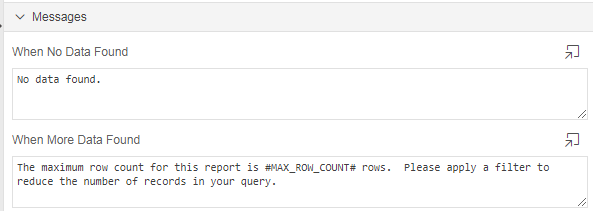 Messages
When No Data Found
No data found.
When More Data Found
The maximum row count for this report is #MAX_ROW_COUNT# rows.  Please apply a filter to
reduce the number of records in your query.